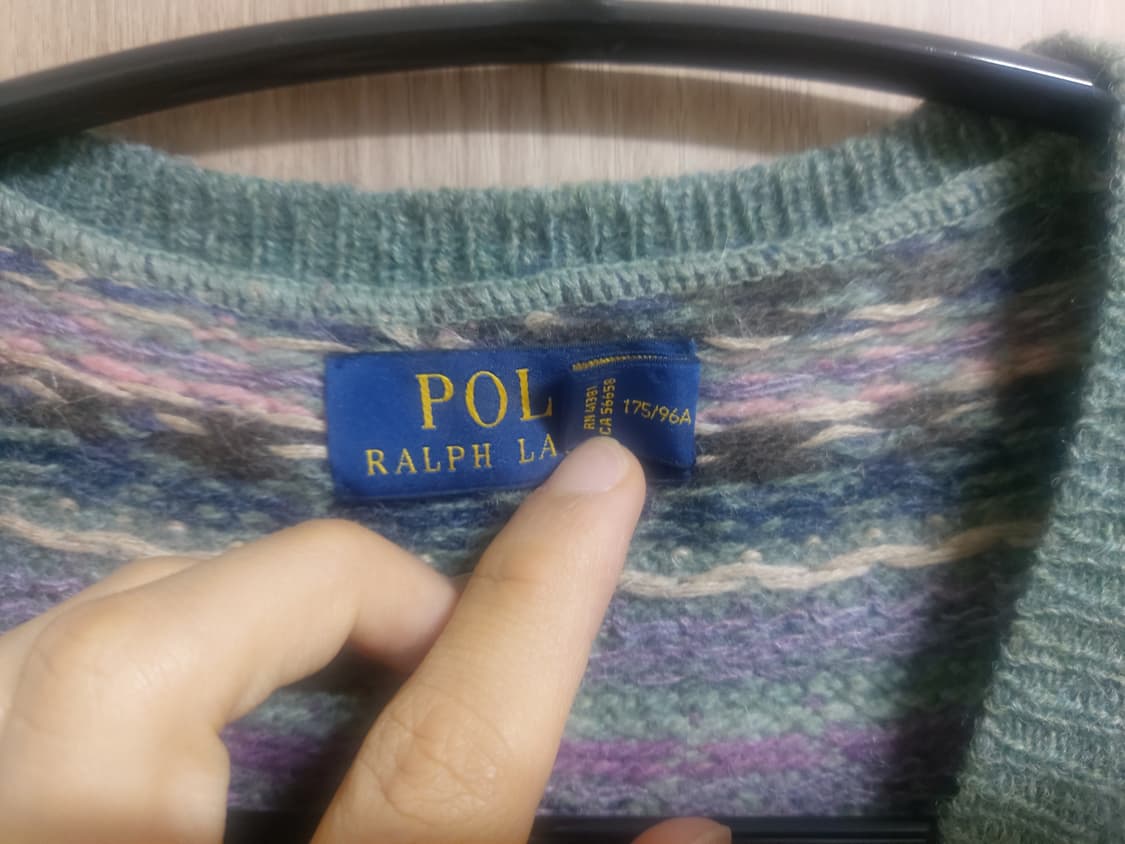 POL
RALPH LA
RN 41381
CA 56658
175/96A